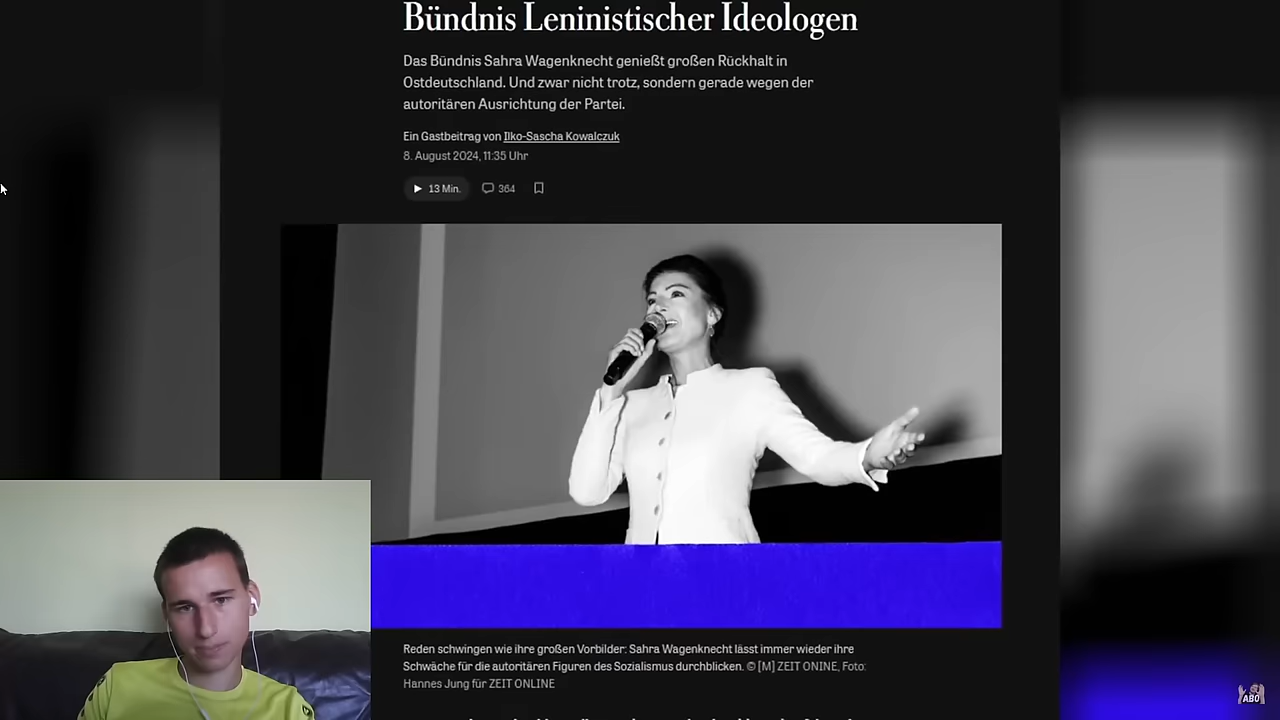 Bündnis Leninistischer Ideologen
Das Bündnis Sahra Wagenknecht genießt großen Rückhalt in
Ostdeutschland. Und zwar nicht trotz, sondern gerade wegen der
autoritären Ausrichtung der Partei.
Ein Gastbeitrag von Ilko-Sascha Kowalczuk
8. August 2024, 11:35 Uhr
13 Min. 364
Reden schwingen wie ihre großen Vorbilder: Sahra Wagenknecht lässt immer wieder ihre
Schwäche für die autoritären Figuren des Sozialismus durchblicken. © [M] ZEIT ONINE, Foto:
Hannes Jung für ZEIT ONLINE
ABO